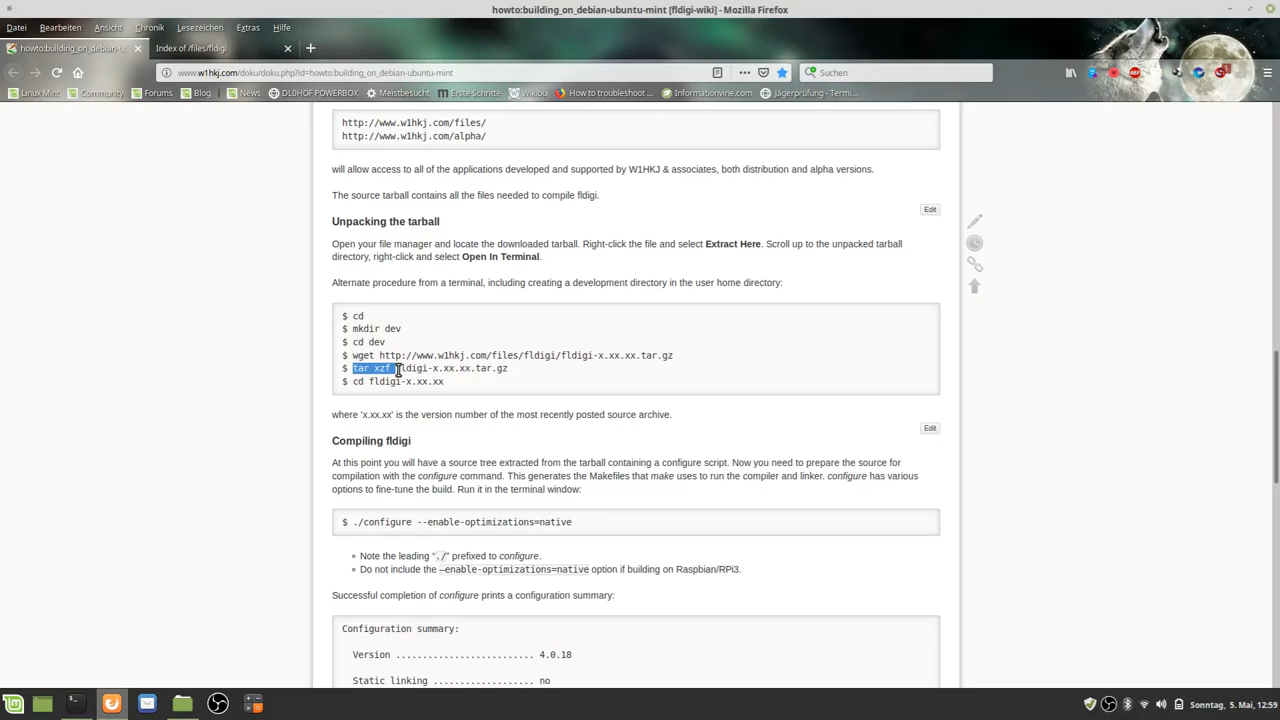 howto:building_on_debian-ubuntu-mint [fldigi-wiki] - Mozilla Firefox
Datei Bearbeiten Ansicht Chronik Lesezeichen Extras Hilfe
howto:building_on_debian-ub Index of /files/fldigi
www.w1hkj.com/doku/doku.php?id=howto:building_on_debian-ubuntu-mint Suchen
Linux Mint Community Forums Blog News DL0HOF POWERBOX Meistbesucht Erste Schritte Wikibu How to troubleshoot ... Informationvine.com Jägerprüfung - Termi...
http://www.w1hkj.com/files/
http://www.w1hkj.com/alpha/
will allow access to all of the applications developed and supported by W1HKJ & associates, both distribution and alpha versions.
The source tarball contains all the files needed to compile fldigi.
Edit
Unpacking the tarball
Open your file manager and locate the downloaded tarball. Right-click the file and select Extract Here. Scroll up to the unpacked tarball
directory, right-click and select Open In Terminal.
Alternate procedure from a terminal, including creating a development directory in the user home directory:
$ cd
$ mkdir dev
$ cd dev
$ wget http://www.w1hkj.com/files/fldigi/fldigi-x.xx.xx.tar.gz
$ tar xzf fldigi-x.xx.xx.tar.gz
$ cd fldigi-x.xx.xx
where 'x.xx.xx' is the version number of the most recently posted source archive.
Edit
Compiling fldigi
At this point you will have a source tree extracted from the tarball containing a configure script. Now you need to prepare the source for
compilation with the configure command. This generates the Makefiles that make uses to run the compiler and linker. configure has various
options to fine-tune the build. Run it in the terminal window:
$ ./configure --enable-optimizations=native
Note the leading "./" prefixed to configure.
Do not include the –enable-optimizations=native option if building on Raspbian/RPi3.
Successful completion of configure prints a configuration summary:
Configuration summary:
Version .......................... 4.0.18
Static linking ................... no
Sonntag, 5. Mai, 12:59